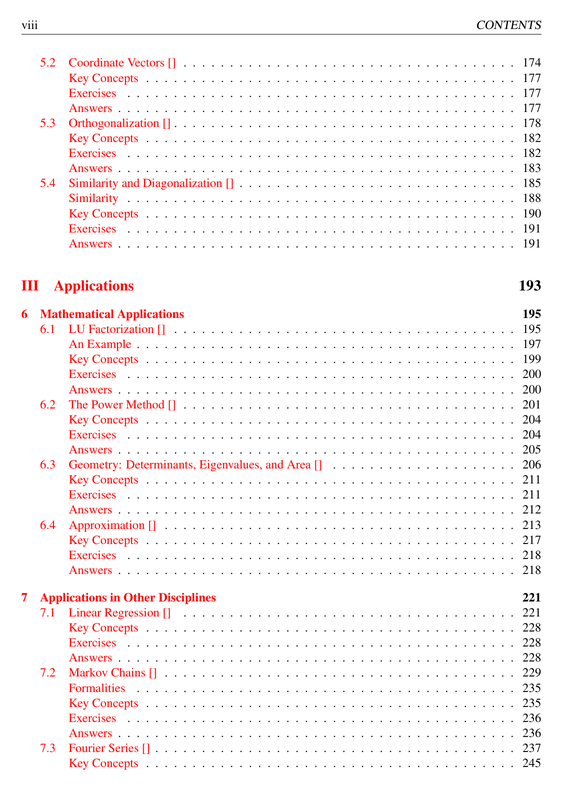 viii CONTENTS
5.2 Coordinate Vectors [] . . . . . . . . . . . . . . . . . . . . 174
Key Concepts . . . . . . . . . . . . . . . . . . . . 177
Exercises . . . . . . . . . . . . . . . . . . . . 177
Answers . . . . . . . . . . . . . . . . . . . . 177
5.3 Orthogonalization [] . . . . . . . . . . . . . . . . . . . . 178
Key Concepts . . . . . . . . . . . . . . . . . . . . 182
Exercises . . . . . . . . . . . . . . . . . . . . 182
Answers . . . . . . . . . . . . . . . . . . . . 183
5.4 Similarity and Diagonalization [] . . . . . . . . . . . . . . . . . . . . 185
Similarity . . . . . . . . . . . . . . . . . . . . 188
Key Concepts . . . . . . . . . . . . . . . . . . . . 190
Exercises . . . . . . . . . . . . . . . . . . . . 191
Answers . . . . . . . . . . . . . . . . . . . . 191
III Applications 193
6 Mathematical Applications 195
6.1 LU Factorization [] . . . . . . . . . . . . . . . . . . . . 195
An Example . . . . . . . . . . . . . . . . . . . . 197
Key Concepts . . . . . . . . . . . . . . . . . . . . 199
Exercises . . . . . . . . . . . . . . . . . . . . 200
Answers . . . . . . . . . . . . . . . . . . . . 200
6.2 The Power Method [] . . . . . . . . . . . . . . . . . . . . 201
Key Concepts . . . . . . . . . . . . . . . . . . . . 204
Exercises . . . . . . . . . . . . . . . . . . . . 204
Answers . . . . . . . . . . . . . . . . . . . . 205
6.3 Geometry: Determinants, Eigenvalues, and Area [] . . . . . . . . . . . . . . . . . . . . 206
Key Concepts . . . . . . . . . . . . . . . . . . . . 211
Exercises . . . . . . . . . . . . . . . . . . . . 211
Answers . . . . . . . . . . . . . . . . . . . . 212
6.4 Approximation [] . . . . . . . . . . . . . . . . . . . . 213
Key Concepts . . . . . . . . . . . . . . . . . . . . 217
Exercises . . . . . . . . . . . . . . . . . . . . 218
Answers . . . . . . . . . . . . . . . . . . . . 218
7 Applications in Other Disciplines 221
7.1 Linear Regression [] . . . . . . . . . . . . . . . . . . . . 221
Key Concepts . . . . . . . . . . . . . . . . . . . . 228
Exercises . . . . . . . . . . . . . . . . . . . . 228
Answers . . . . . . . . . . . . . . . . . . . . 228
7.2 Markov Chains [] . . . . . . . . . . . . . . . . . . . . 229
Formalities . . . . . . . . . . . . . . . . . . . . 235
Key Concepts . . . . . . . . . . . . . . . . . . . . 235
Exercises . . . . . . . . . . . . . . . . . . . . 236
Answers . . . . . . . . . . . . . . . . . . . . 236
7.3 Fourier Series [] . . . . . . . . . . . . . . . . . . . . 237
Key Concepts . . . . . . . . . . . . . . . . . . . . 245